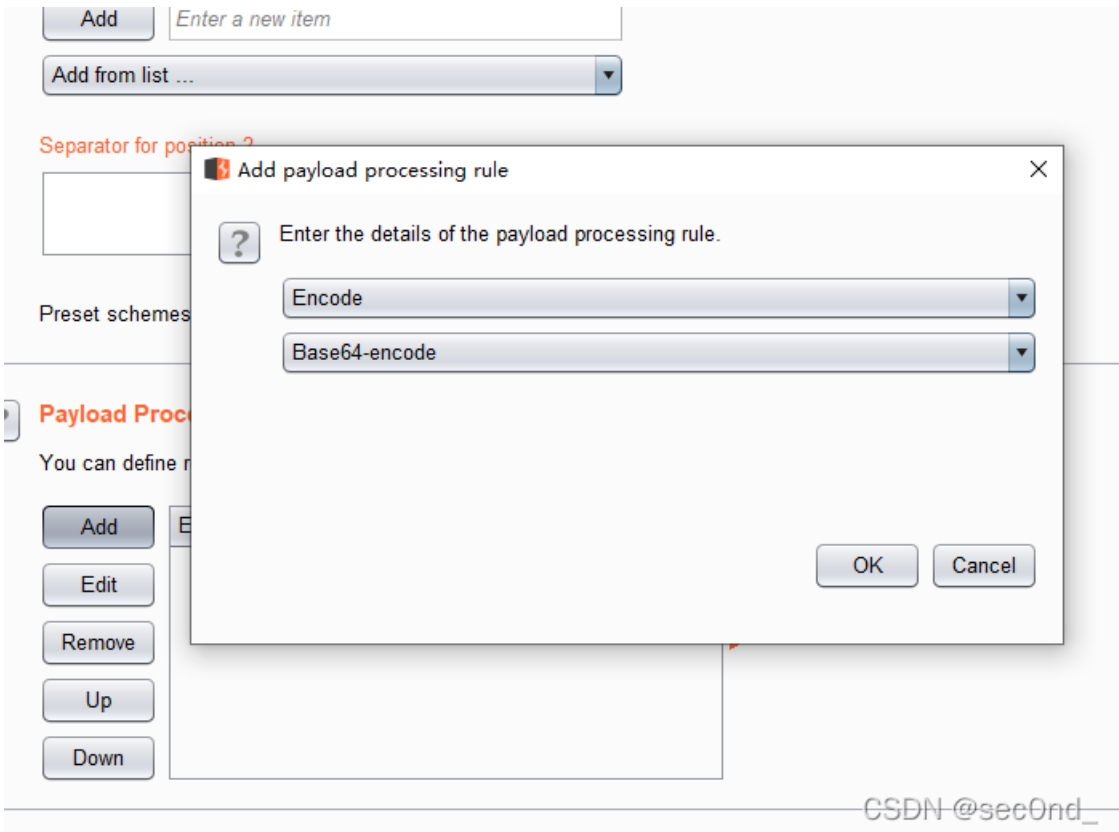 Add
Enter a new item
Add from list ...
Separator for position 2
Add payload processing rule
Enter the details of the payload processing rule.
Encode
Base64-encode
Preset schemes
Payload Proc
You can define r
Add
E
Edit
OK
Cancel
Remove
Up
Down
CSDN @sec0nd_